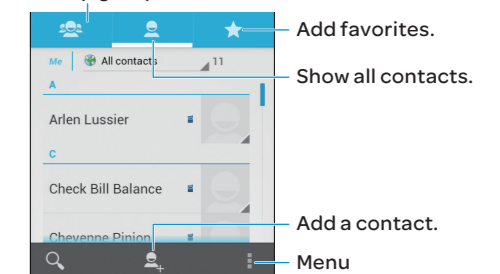 Add favorites.
Me All contacts 11
Show all contacts.
A
Arlen Lussier
C
Check Bill Balance
Cheyenne Pinion
Add a contact.
Menu